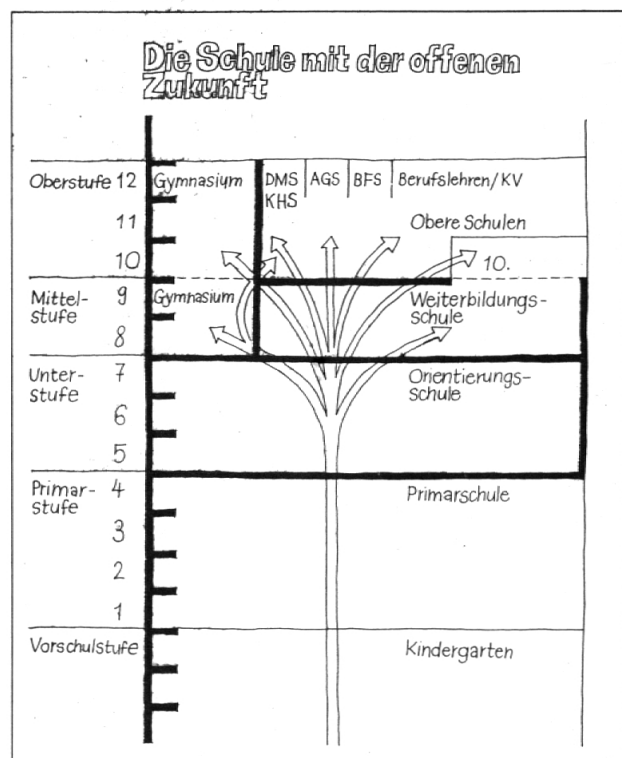 Die Schule mit der offenen
Zukunft
Oberstufe 12 Gymnasium DMS AGS BFS Berufslehren/KV
KHS
11 Obere Schulen
10 10.
Mittel- 9 Gymnasium Weiterbildungs-
stufe schule
8
Unter- 7 Orientierungs-
stufe schule
6
5
Primar- 4 Primarschule
stufe
3
2
1
Vorschulstufe Kindergarten